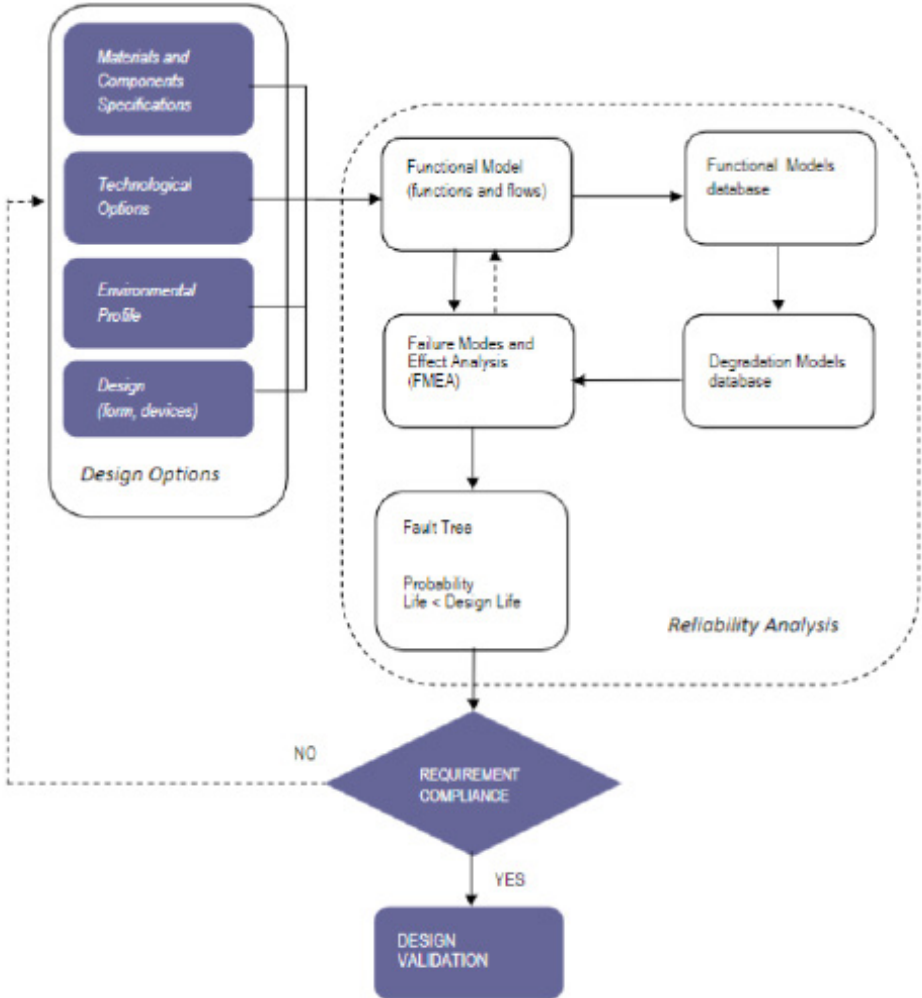 Materials and
Components
Specifications
Technological
Options
Environmental
Profile
Design
(form, devices)
Design Options
Functional Model
(functions and flows)
Functional Models
database
Failure Modes and
Effect Analysis
(FMEA)
Degradation Models
database
Fault Tree
Probability
Life < Design Life
Reliability Analysis
NO
REQUIREMENT
COMPLIANCE
YES
DESIGN
VALIDATION